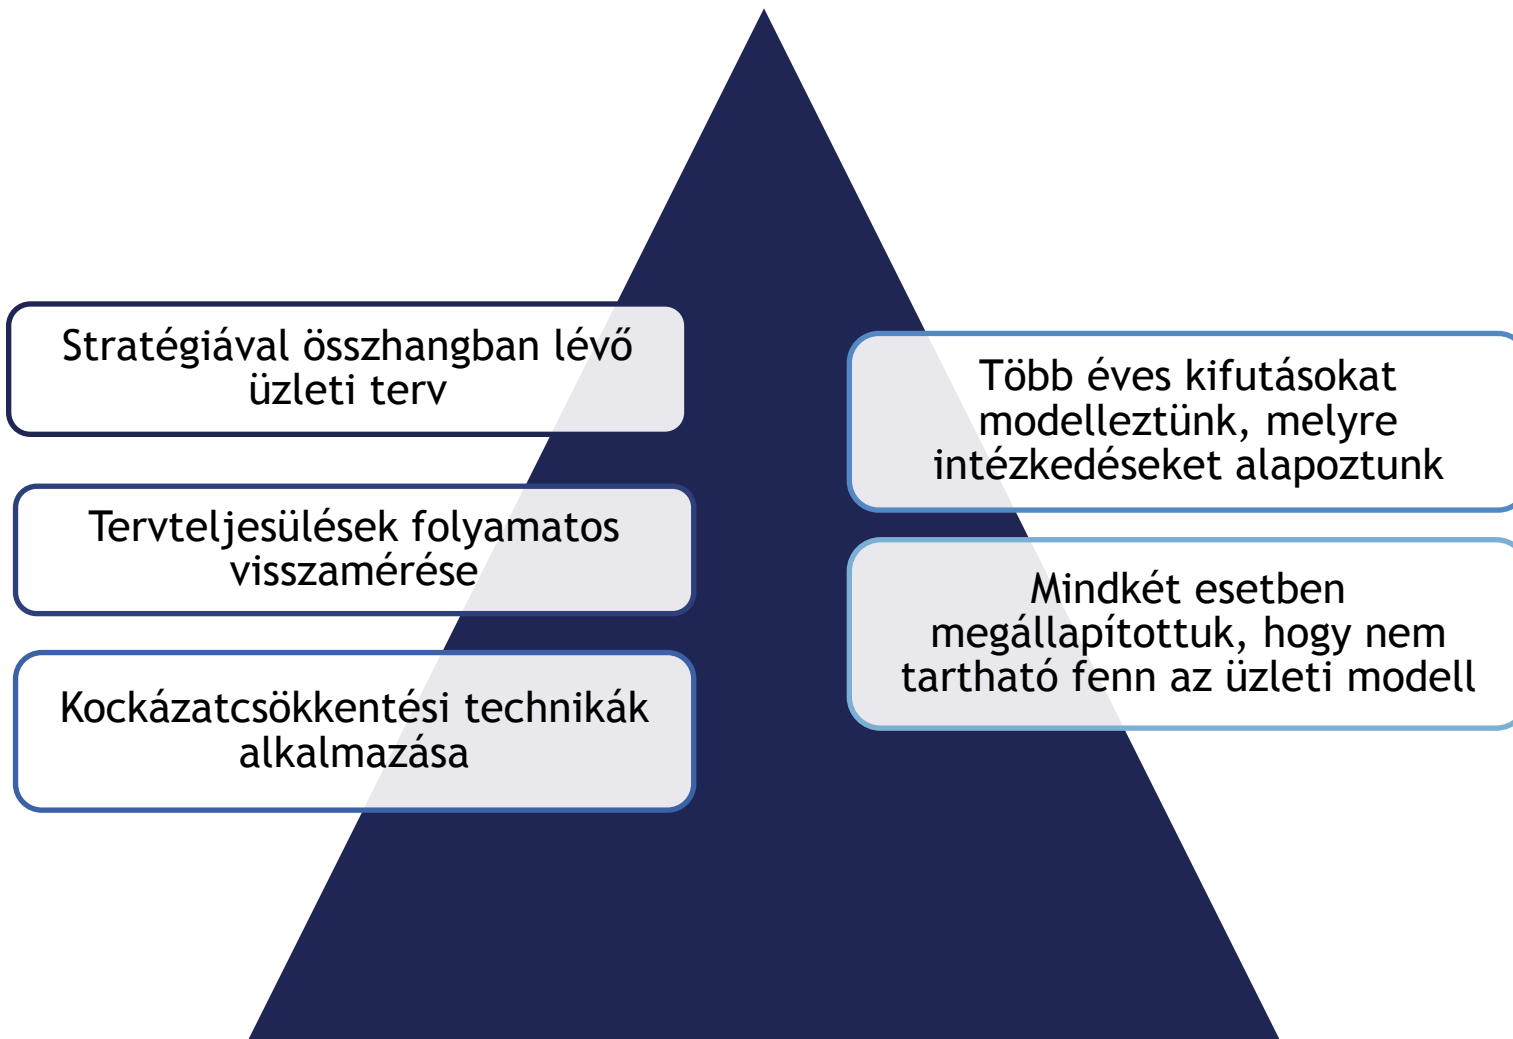 Stratégiával összhangban lévő
üzleti terv
Tervteljesülések folyamatos
visszamérése
Kockázatcsökkentési technikák
alkalmazása
Több éves kifutásokat
modelleztünk, melyre
intézkedéseket alapoztunk
Mindkét esetben
megállapítottuk, hogy nem
tartható fenn az üzleti modell